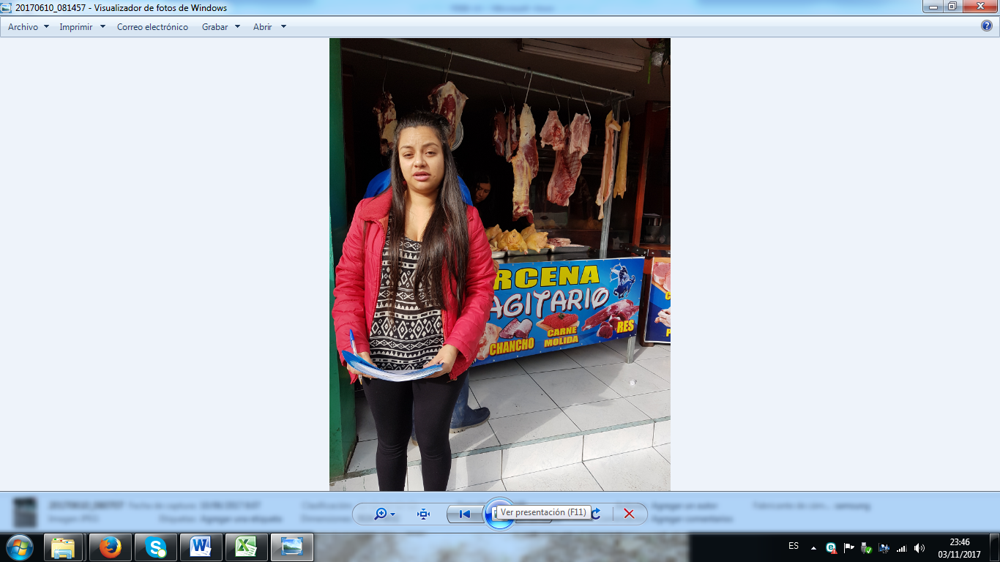 20170610_081457 - Visualizador de fotos de Windows
Archivo Imprimir Correo electrónico Grabar Abrir
RCENA
AGITARIO
CHANCHO
CARNE
MOLIDA
RES
Ver presentación (F11)
ES
23:46
03/11/2017